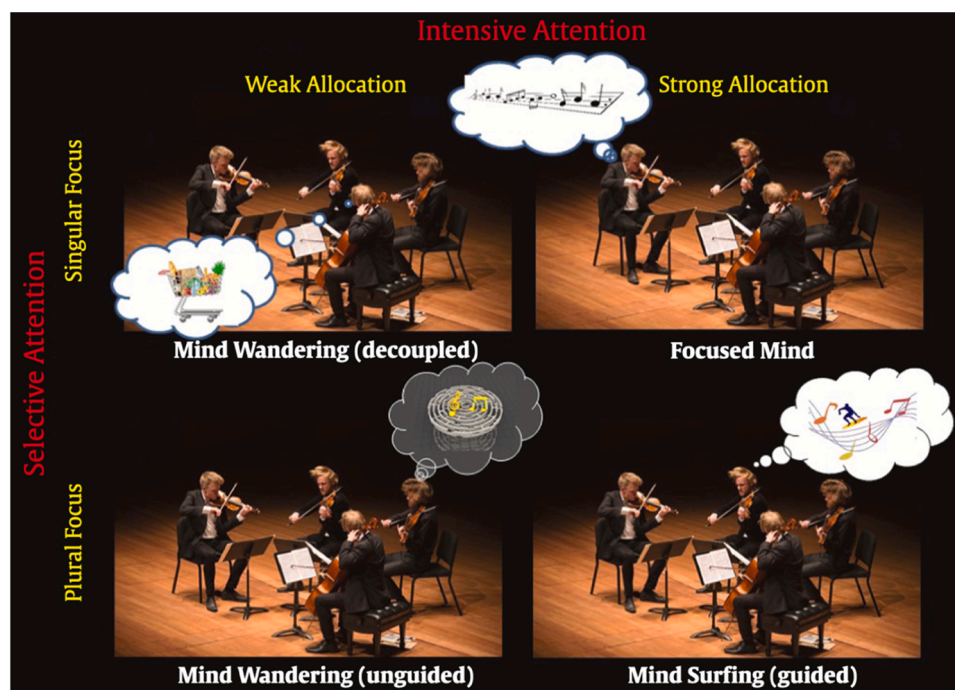 Intensive Attention
Weak Allocation
Strong Allocation
Selective Attention
Singular Focus
Mind Wandering (decoupled)
Focused Mind
Plural Focus
Mind Wandering (unguided)
Mind Surfing (guided)